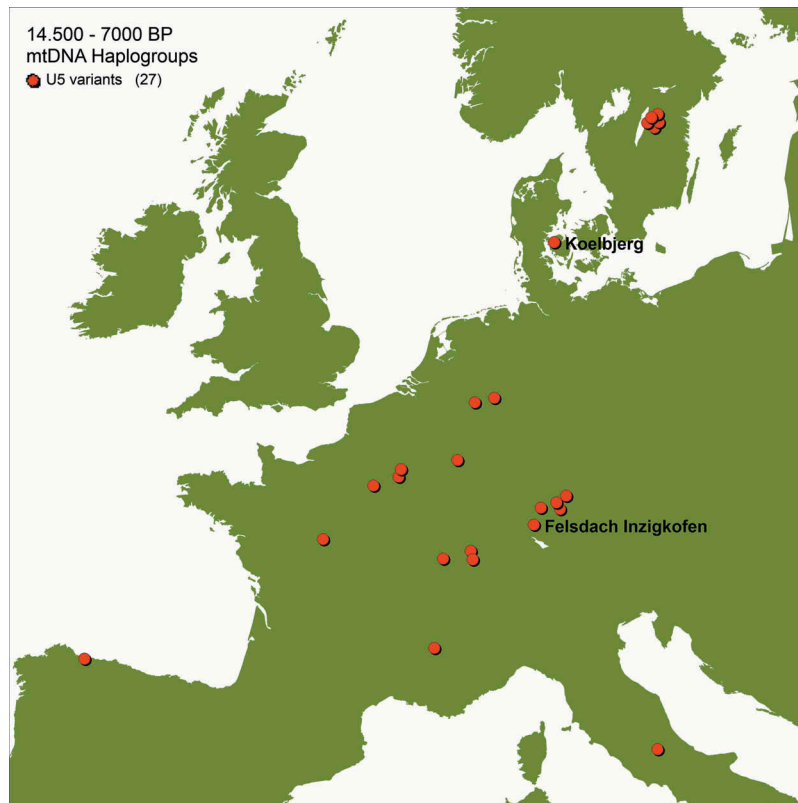 14.500 - 7000 BP
mtDNA Haplogroups
U5 variants (27)
Koelbjerg
Felsdach Inzigkofen